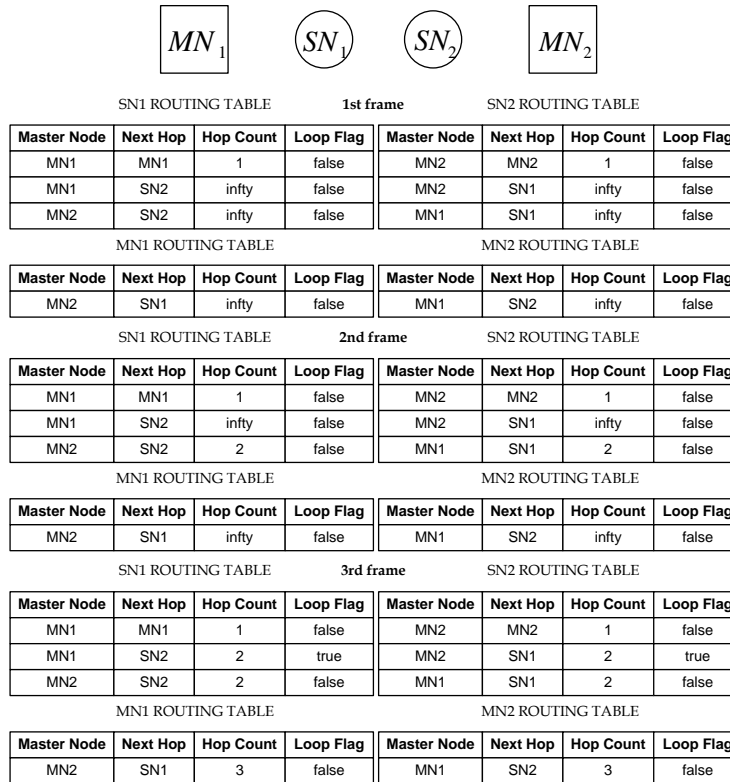 MN1 SN1 SN2 MN2
SN1 ROUTING TABLE 1st frame SN2 ROUTING TABLE
Master Node Next Hop Hop Count Loop Flag Master Node Next Hop Hop Count Loop Flag
MN1 MN1 1 false MN2 MN2 1 false
MN1 SN2 infty false MN2 SN1 infty false
MN2 SN2 infty false MN1 SN1 infty false
MN1 ROUTING TABLE MN2 ROUTING TABLE
Master Node Next Hop Hop Count Loop Flag Master Node Next Hop Hop Count Loop Flag
MN2 SN1 infty false MN1 SN2 infty false
SN1 ROUTING TABLE 2nd frame SN2 ROUTING TABLE
Master Node Next Hop Hop Count Loop Flag Master Node Next Hop Hop Count Loop Flag
MN1 MN1 1 false MN2 MN2 1 false
MN1 SN2 infty false MN2 SN1 infty false
MN2 SN2 2 false MN1 SN1 2 false
MN1 ROUTING TABLE MN2 ROUTING TABLE
Master Node Next Hop Hop Count Loop Flag Master Node Next Hop Hop Count Loop Flag
MN2 SN1 infty false MN1 SN2 infty false
SN1 ROUTING TABLE 3rd frame SN2 ROUTING TABLE
Master Node Next Hop Hop Count Loop Flag Master Node Next Hop Hop Count Loop Flag
MN1 MN1 1 false MN2 MN2 1 false
MN1 SN2 2 true MN2 SN1 2 true
MN2 SN2 2 false MN1 SN1 2 false
MN1 ROUTING TABLE MN2 ROUTING TABLE
Master Node Next Hop Hop Count Loop Flag Master Node Next Hop Hop Count Loop Flag
MN2 SN1 3 false MN1 SN2 3 false